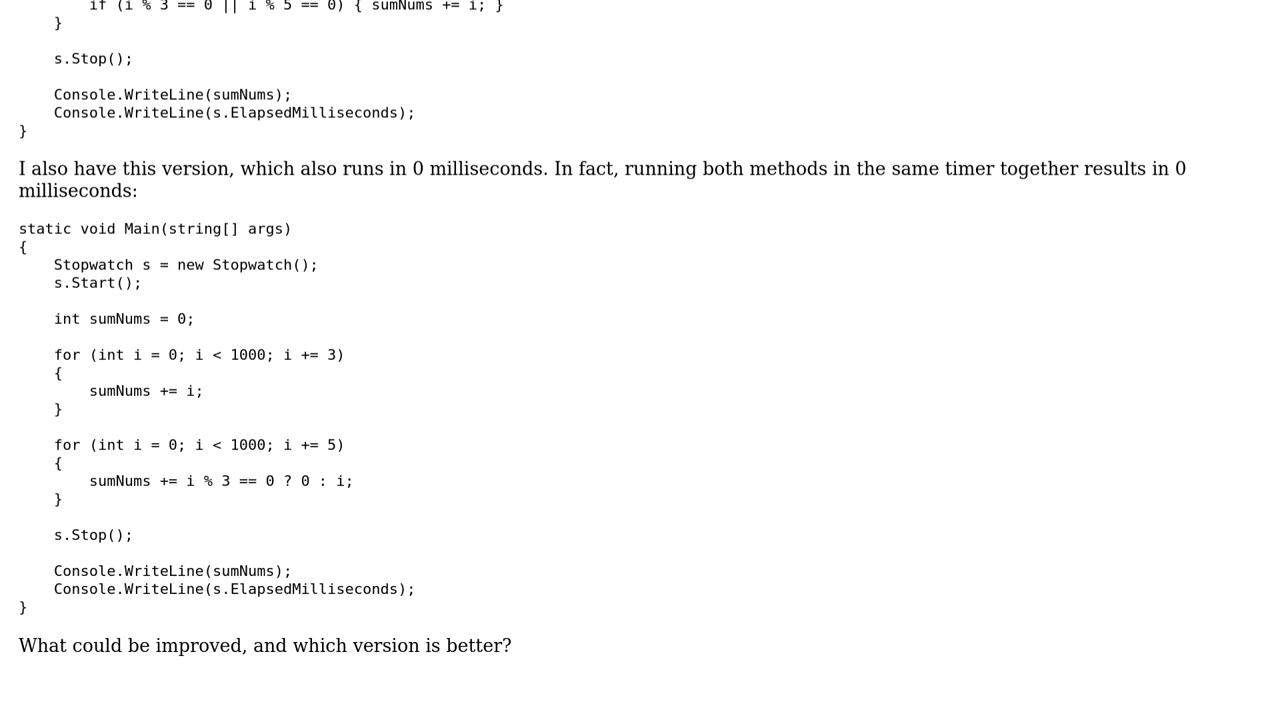 if (i % 3 == 0 || i % 5 == 0) { sumNums += i; }
    }

    s.Stop();

    Console.WriteLine(sumNums);
    Console.WriteLine(s.ElapsedMilliseconds);
}
I also have this version, which also runs in 0 milliseconds. In fact, running both methods in the same timer together results in 0
milliseconds:
static void Main(string[] args)
{
    Stopwatch s = new Stopwatch();
    s.Start();

    int sumNums = 0;

    for (int i = 0; i < 1000; i += 3)
    {
        sumNums += i;
    }

    for (int i = 0; i < 1000; i += 5)
    {
        sumNums += i % 3 == 0 ? 0 : i;
    }

    s.Stop();

    Console.WriteLine(sumNums);
    Console.WriteLine(s.ElapsedMilliseconds);
}
What could be improved, and which version is better?